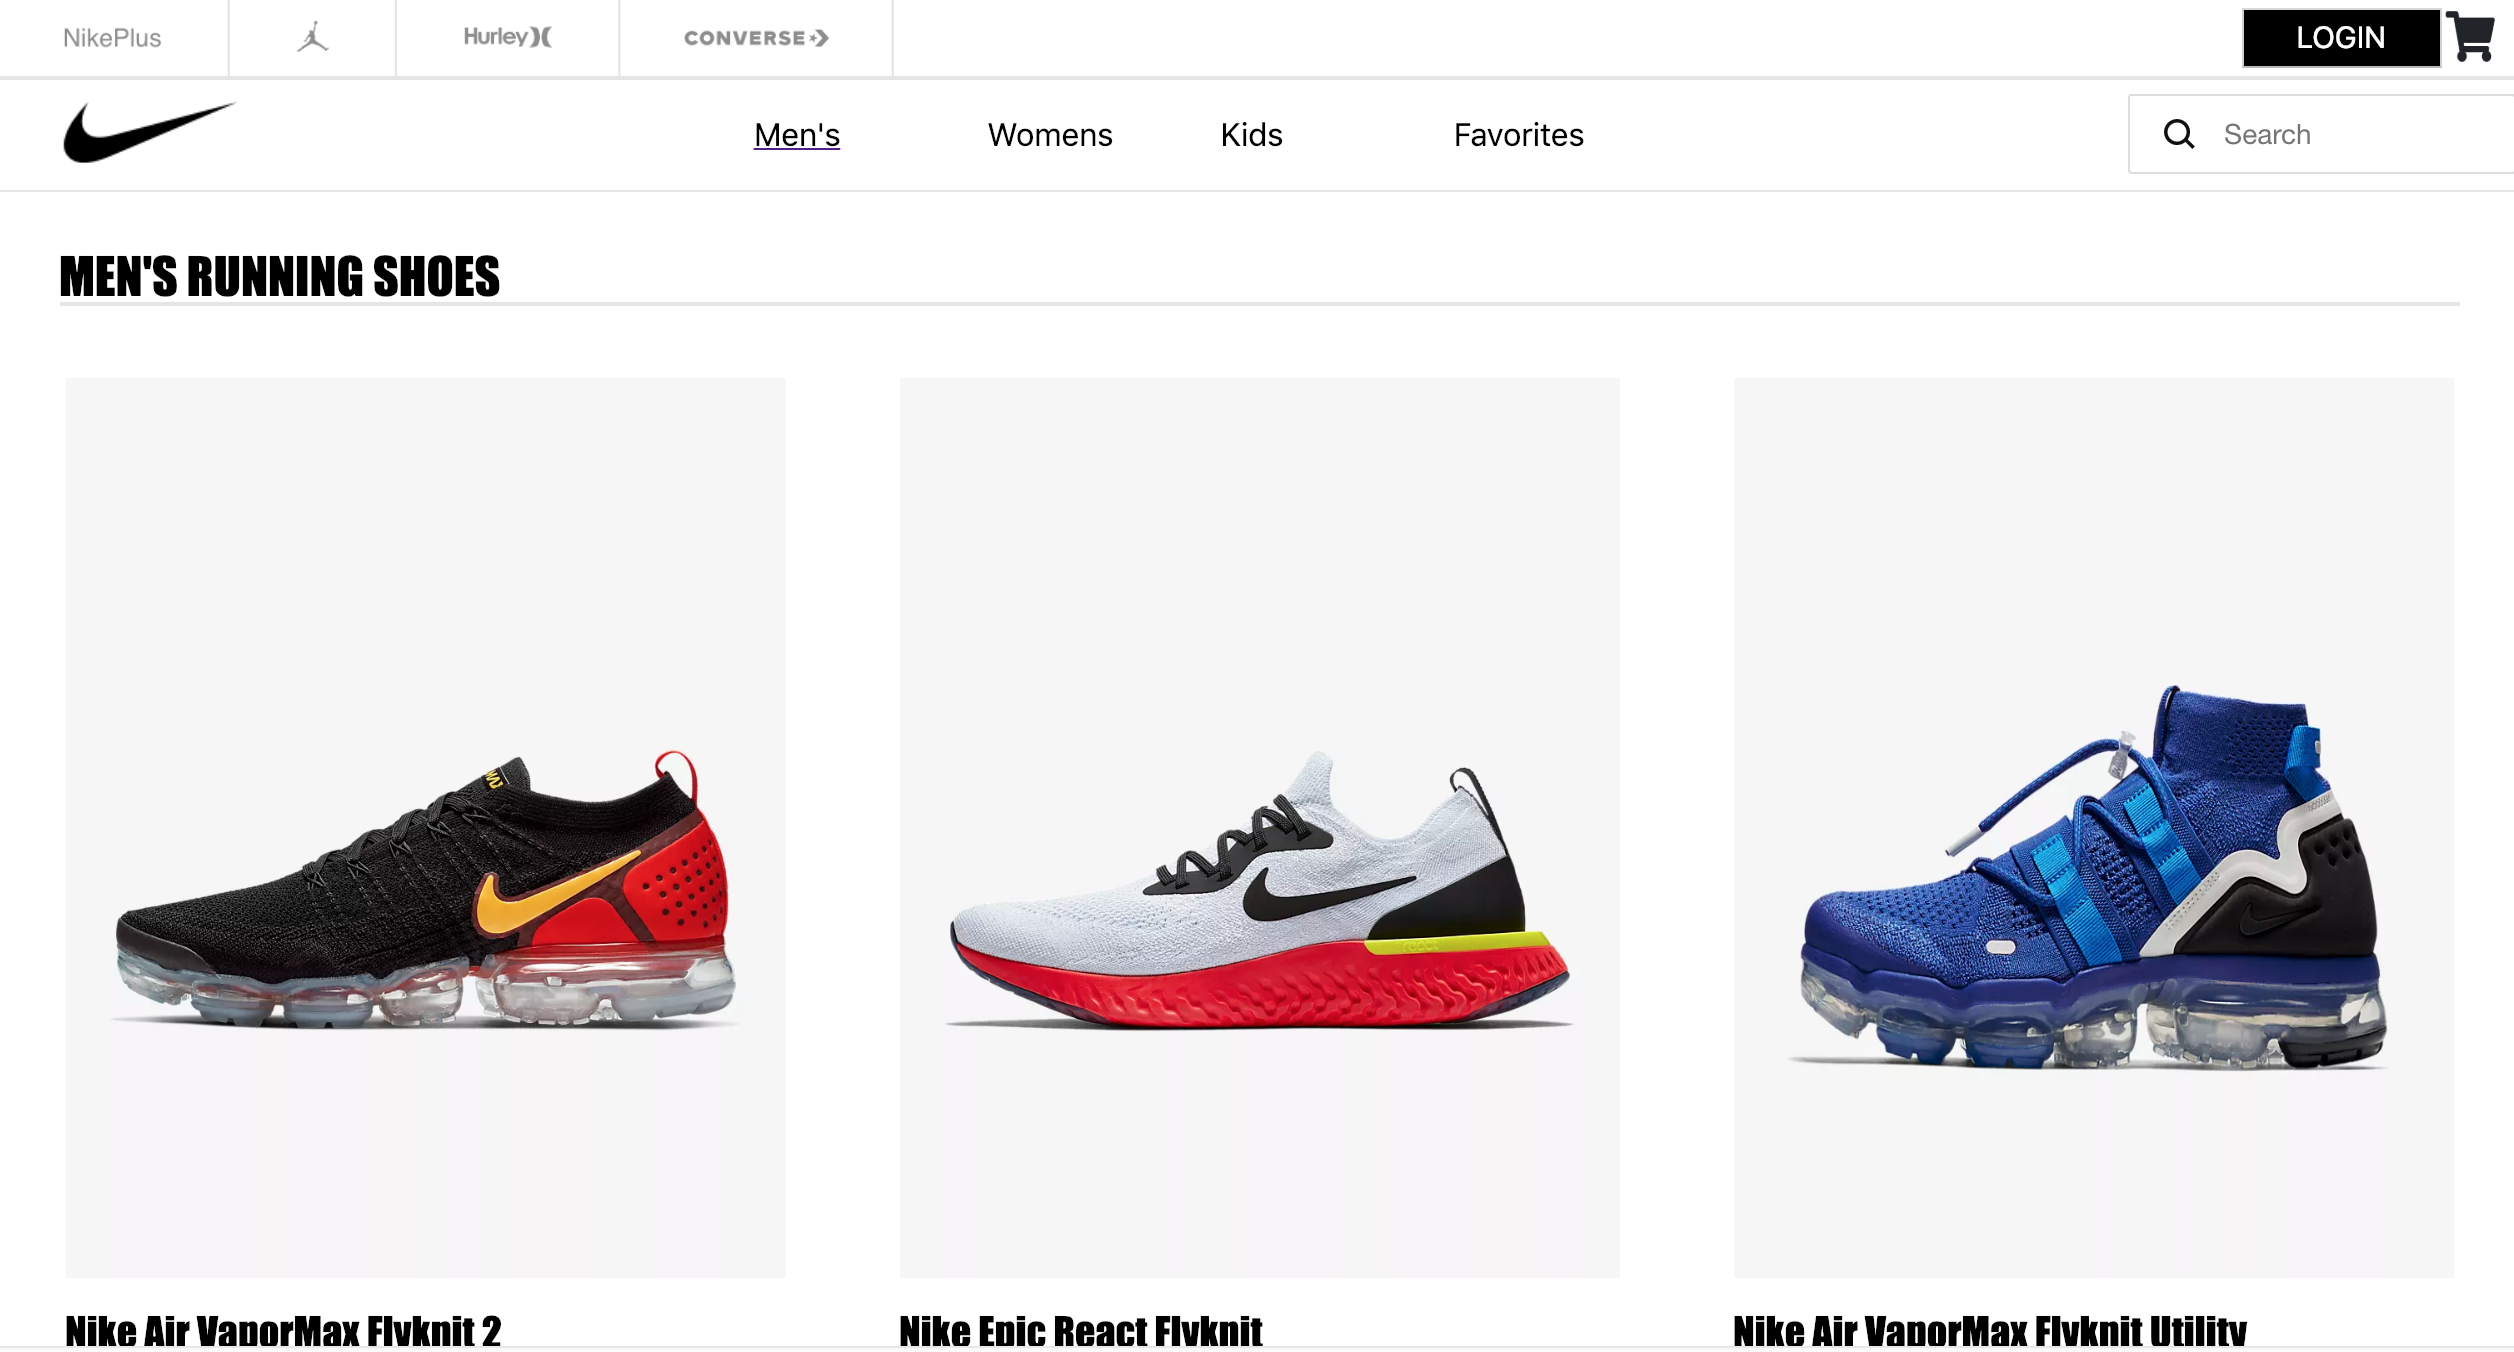 NikePlus
Hurley
CONVERSE
LOGIN
Men's
Womens
Kids
Favorites
Search
MEN'S RUNNING SHOES
react
Nike Air VaporMax Flyknit 2
Nike Epic React Flyknit
Nike Air VaporMax Flyknit Utility